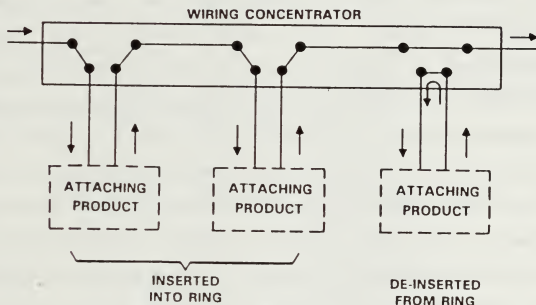 WIRING CONCENTRATOR
ATTACHING
PRODUCT
ATTACHING
PRODUCT
ATTACHING
PRODUCT
INSERTED
INTO RING
DE-INSERTED
FROM RING